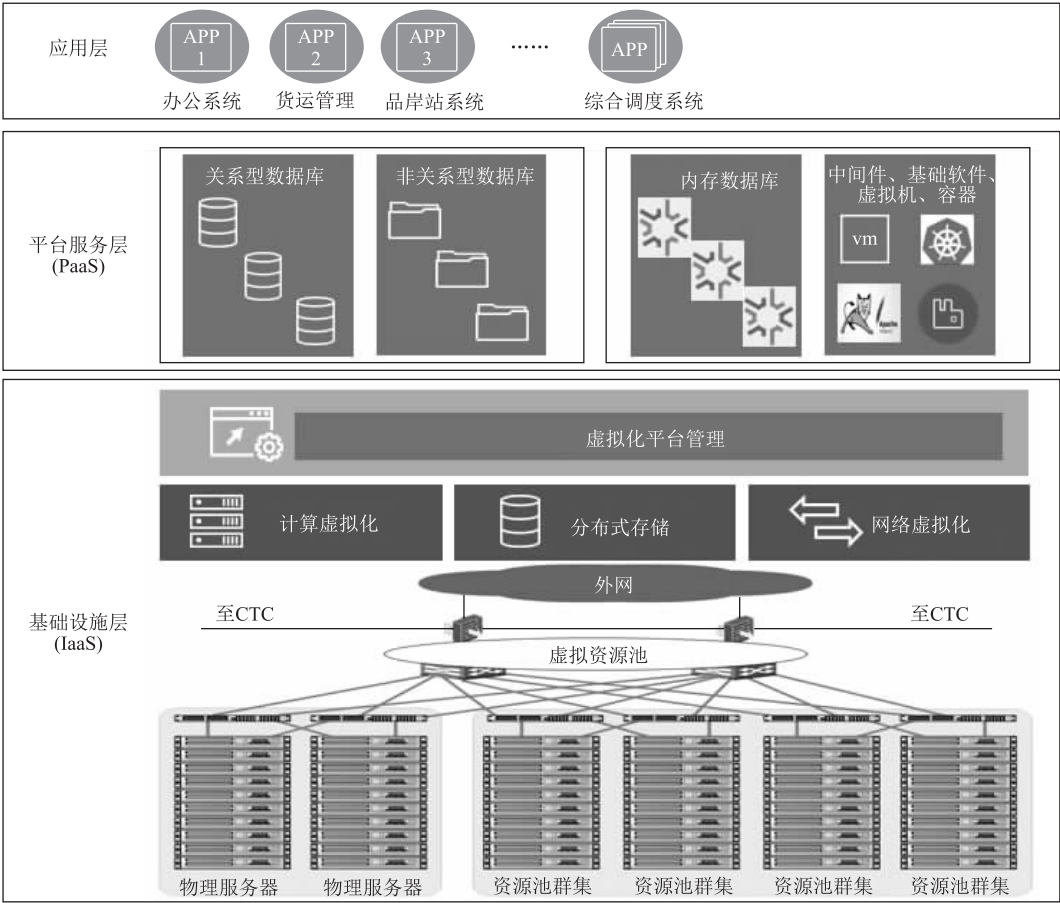 应用层
APP
1
APP
2
APP
3
……
APP
办公系统
货运管理
品岸站系统
综合调度系统
平台服务层
(PaaS)
关系型数据库
非关系型数据库
内存数据库
中间件、基础软件、
虚拟机、容器
vm
Apache
基础设施层
(IaaS)
虚拟化平台管理
计算虚拟化
分布式存储
网络虚拟化
外网
至CTC
至CTC
虚拟资源池
物理服务器
物理服务器
资源池群集
资源池群集
资源池群集
资源池群集